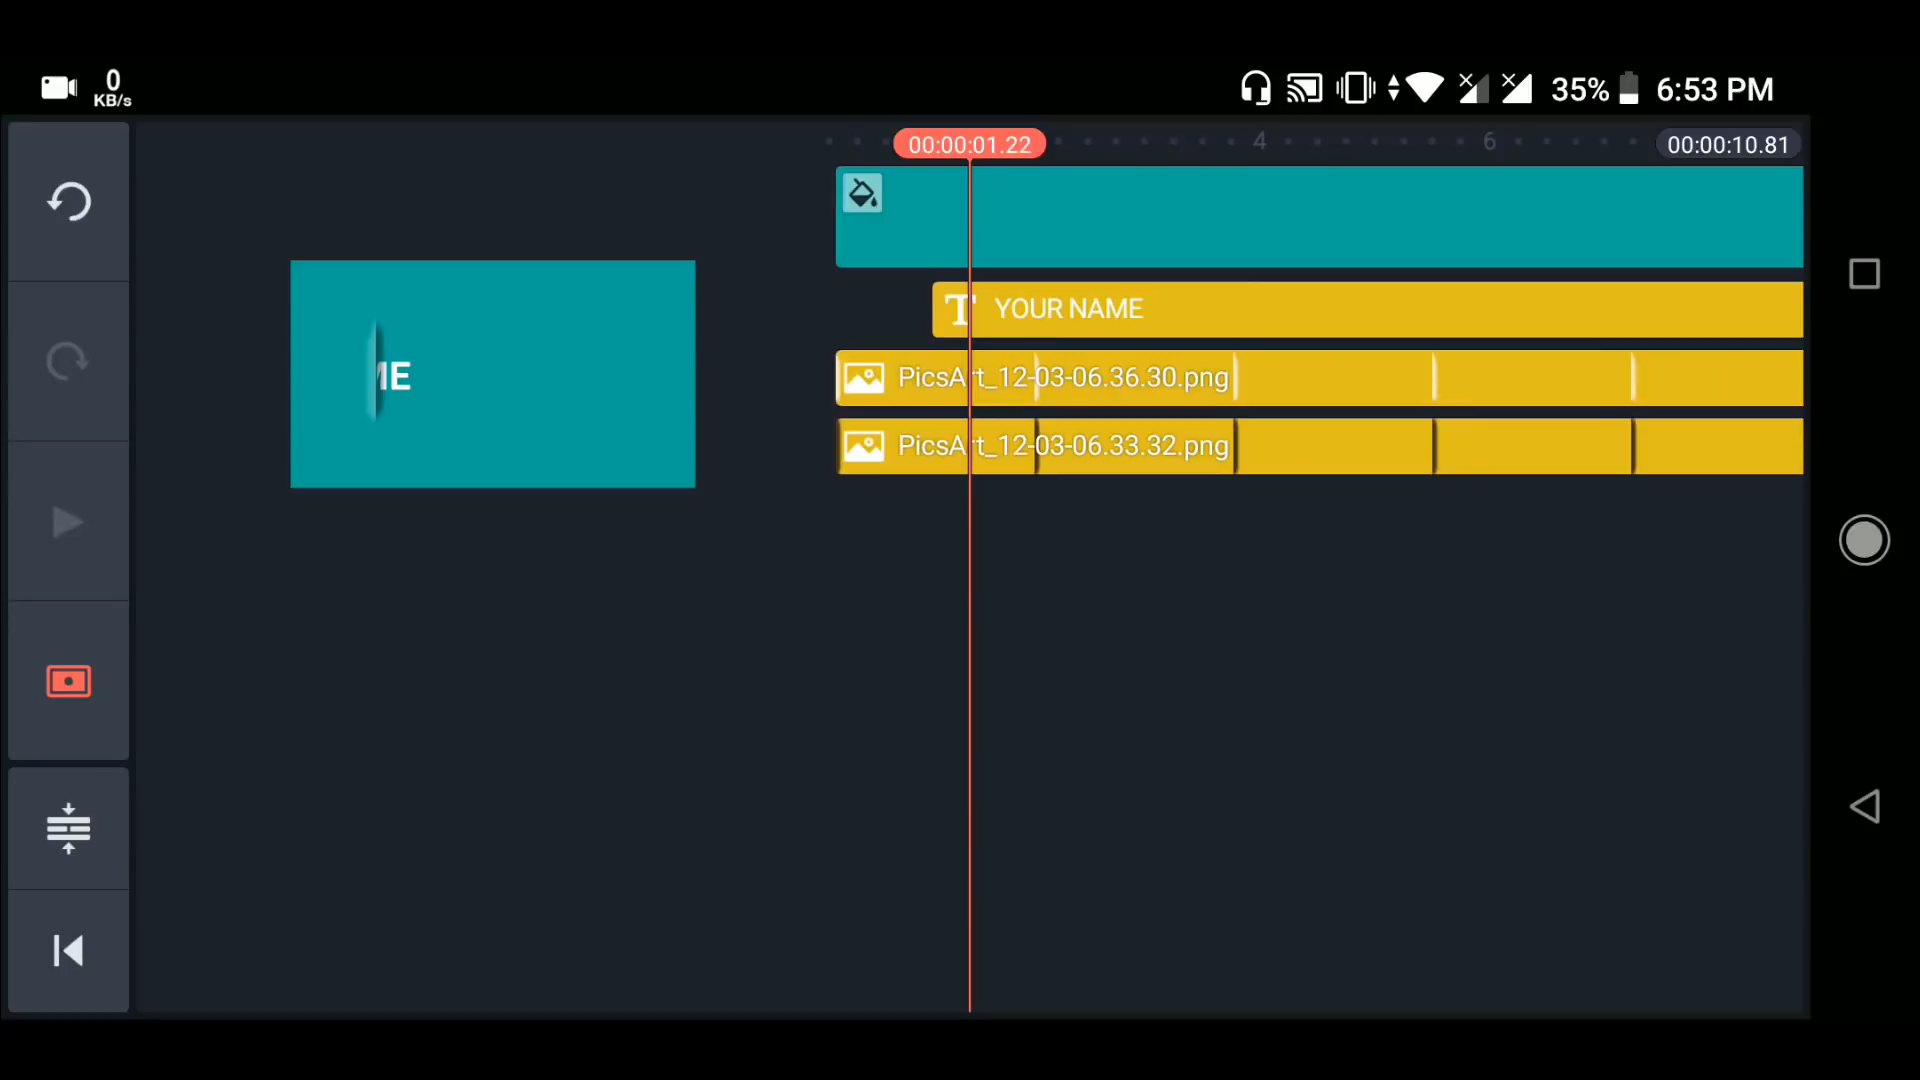 0
KB/s
35%
6:53 PM
00:00:01.22
4
6
00:00:10.81
T YOUR NAME
ME
PicsArt_12-03-06.36.30.png
PicsArt_12-03-06.33.32.png